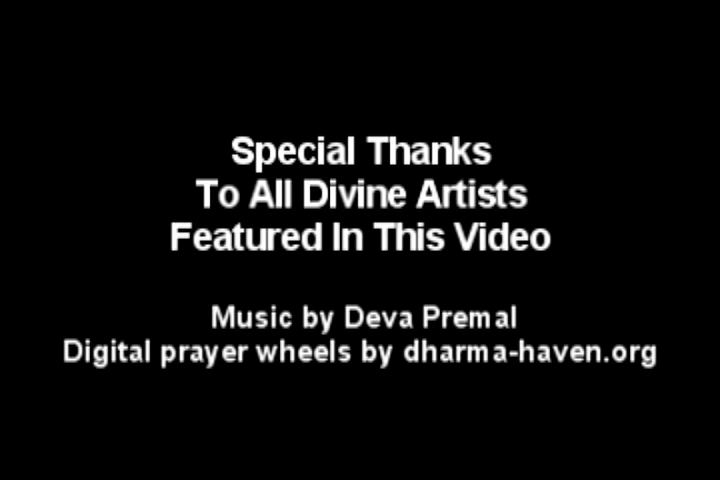 Special Thanks
To All Divine Artists
Featured In This Video
Music by Deva Premal
Digital prayer wheels by dharma-haven.org